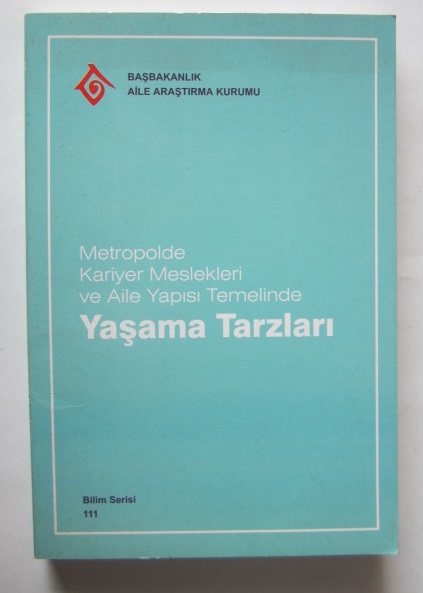 BAŞBAKANLIK
AİLE ARAŞTIRMA KURUMU
Metropolde
Kariyer Meslekleri
ve Aile Yapısı Temelinde
Yaşama Tarzları
Bilim Serisi
111